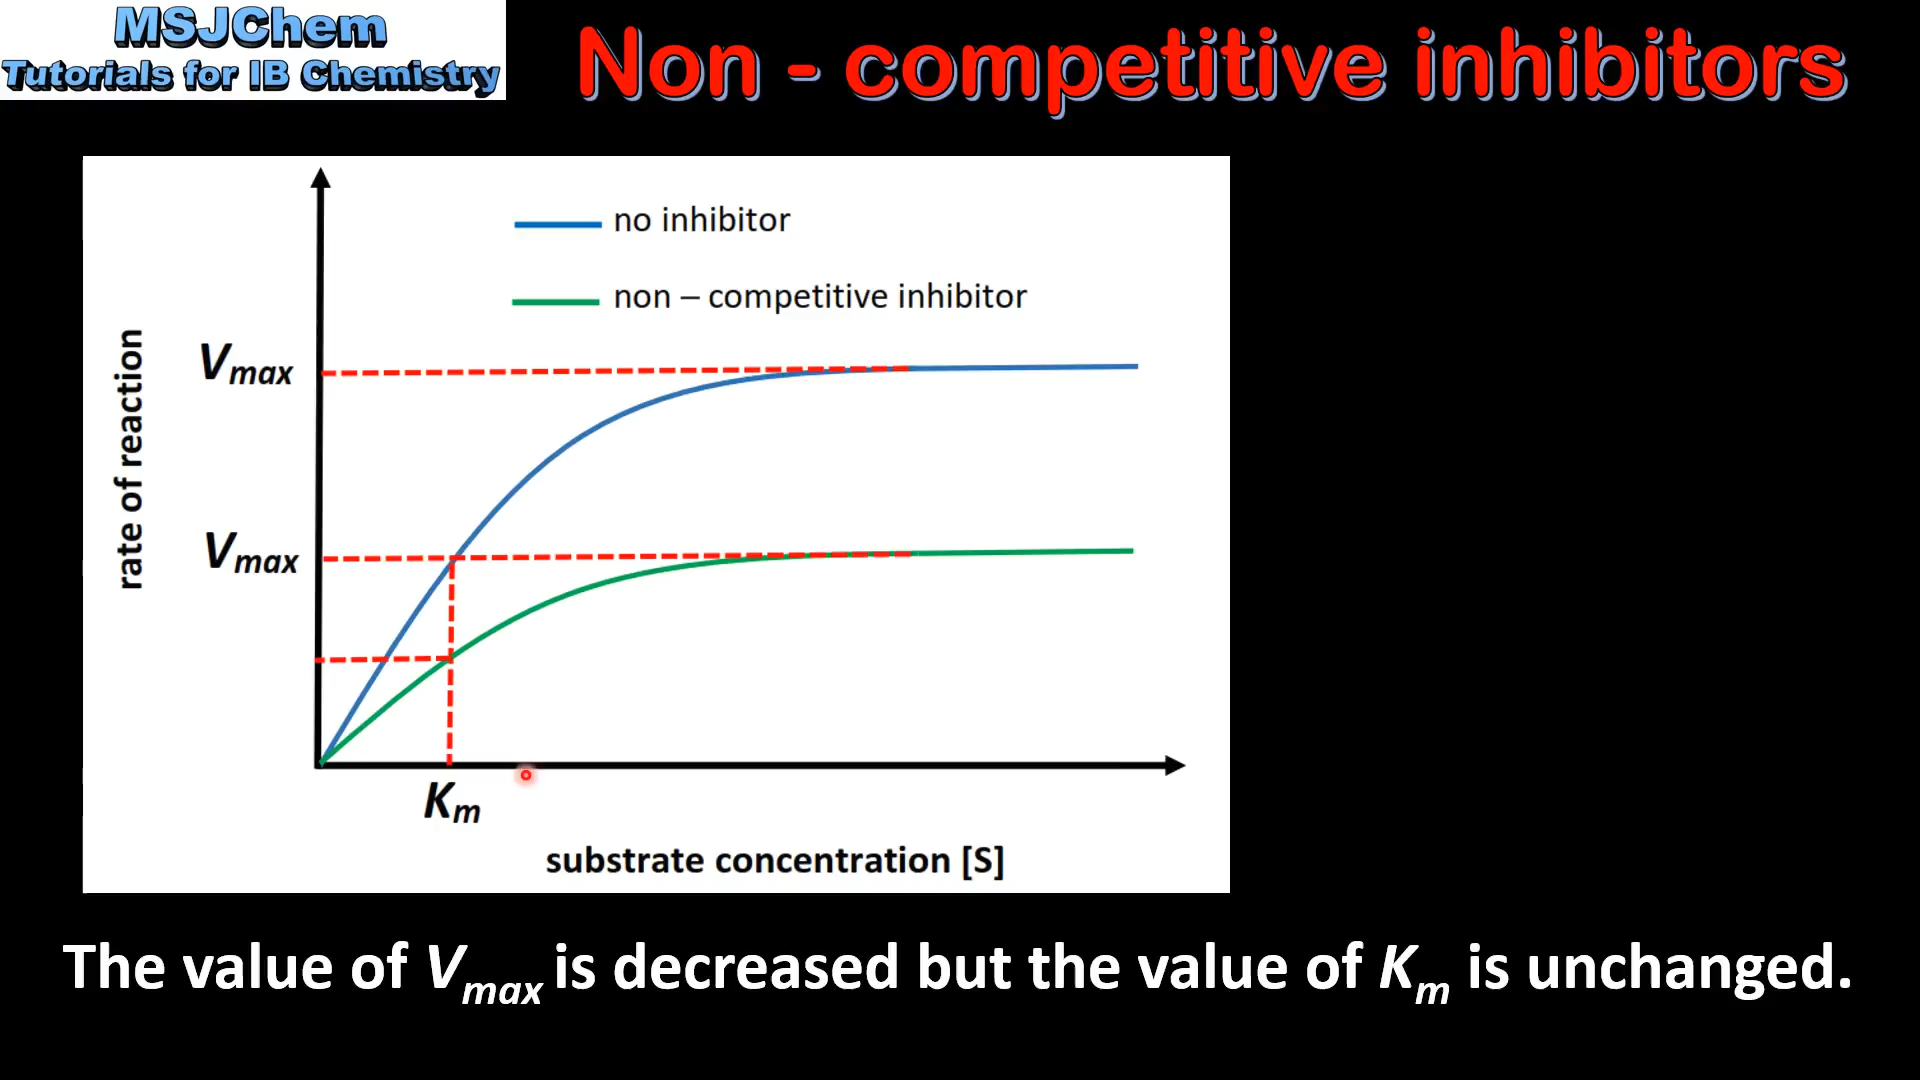 MSJChem
Tutorials for IB Chemistry
Non - competitive inhibitors
no inhibitor
non – competitive inhibitor
rate of reaction
Vmax
Vmax
Km
substrate concentration [S]
The value of Vmax is decreased but the value of Km is unchanged.